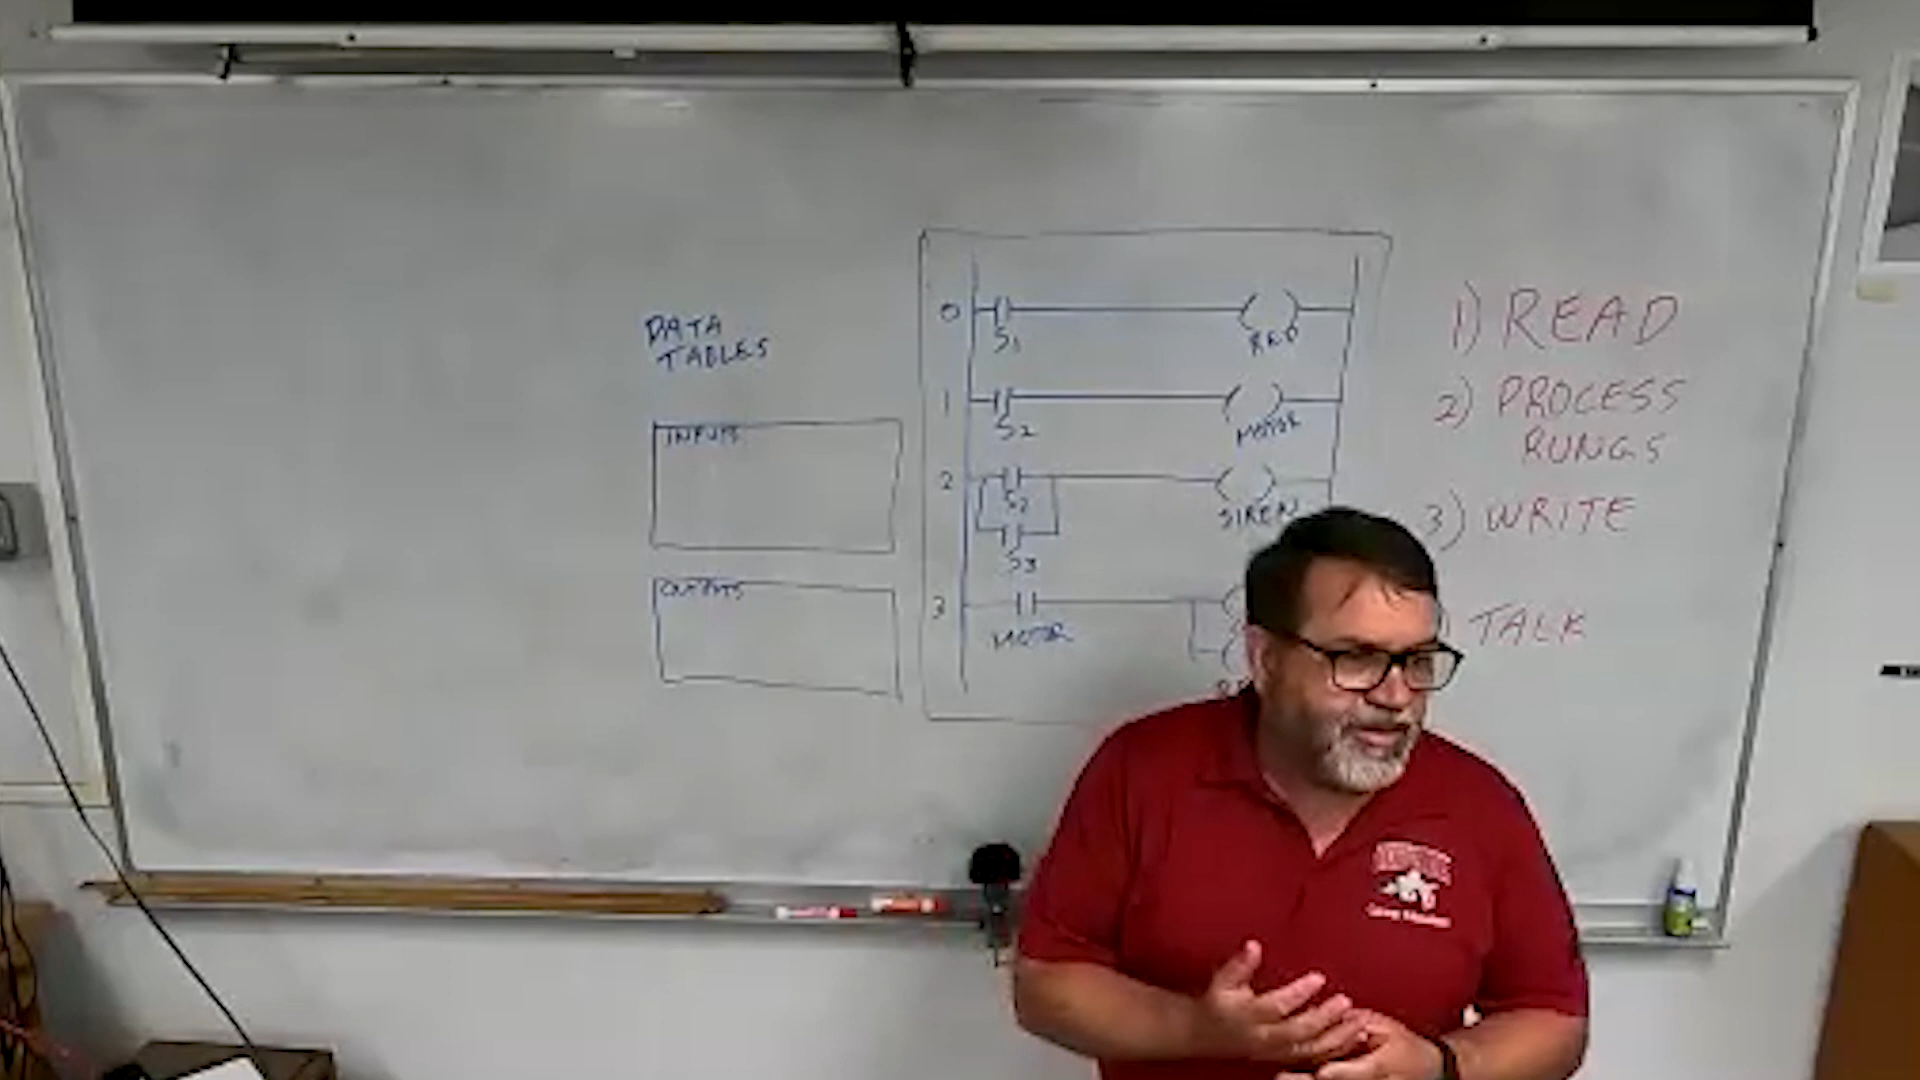 DATA
TABLES
INPUTS
OUTPUTS
0
S1
RED
1
S2
MOTOR
2
S2
S3
SIREN
3
MOTOR
1) READ
2) PROCESS
RUNGS
3) WRITE
) TALK